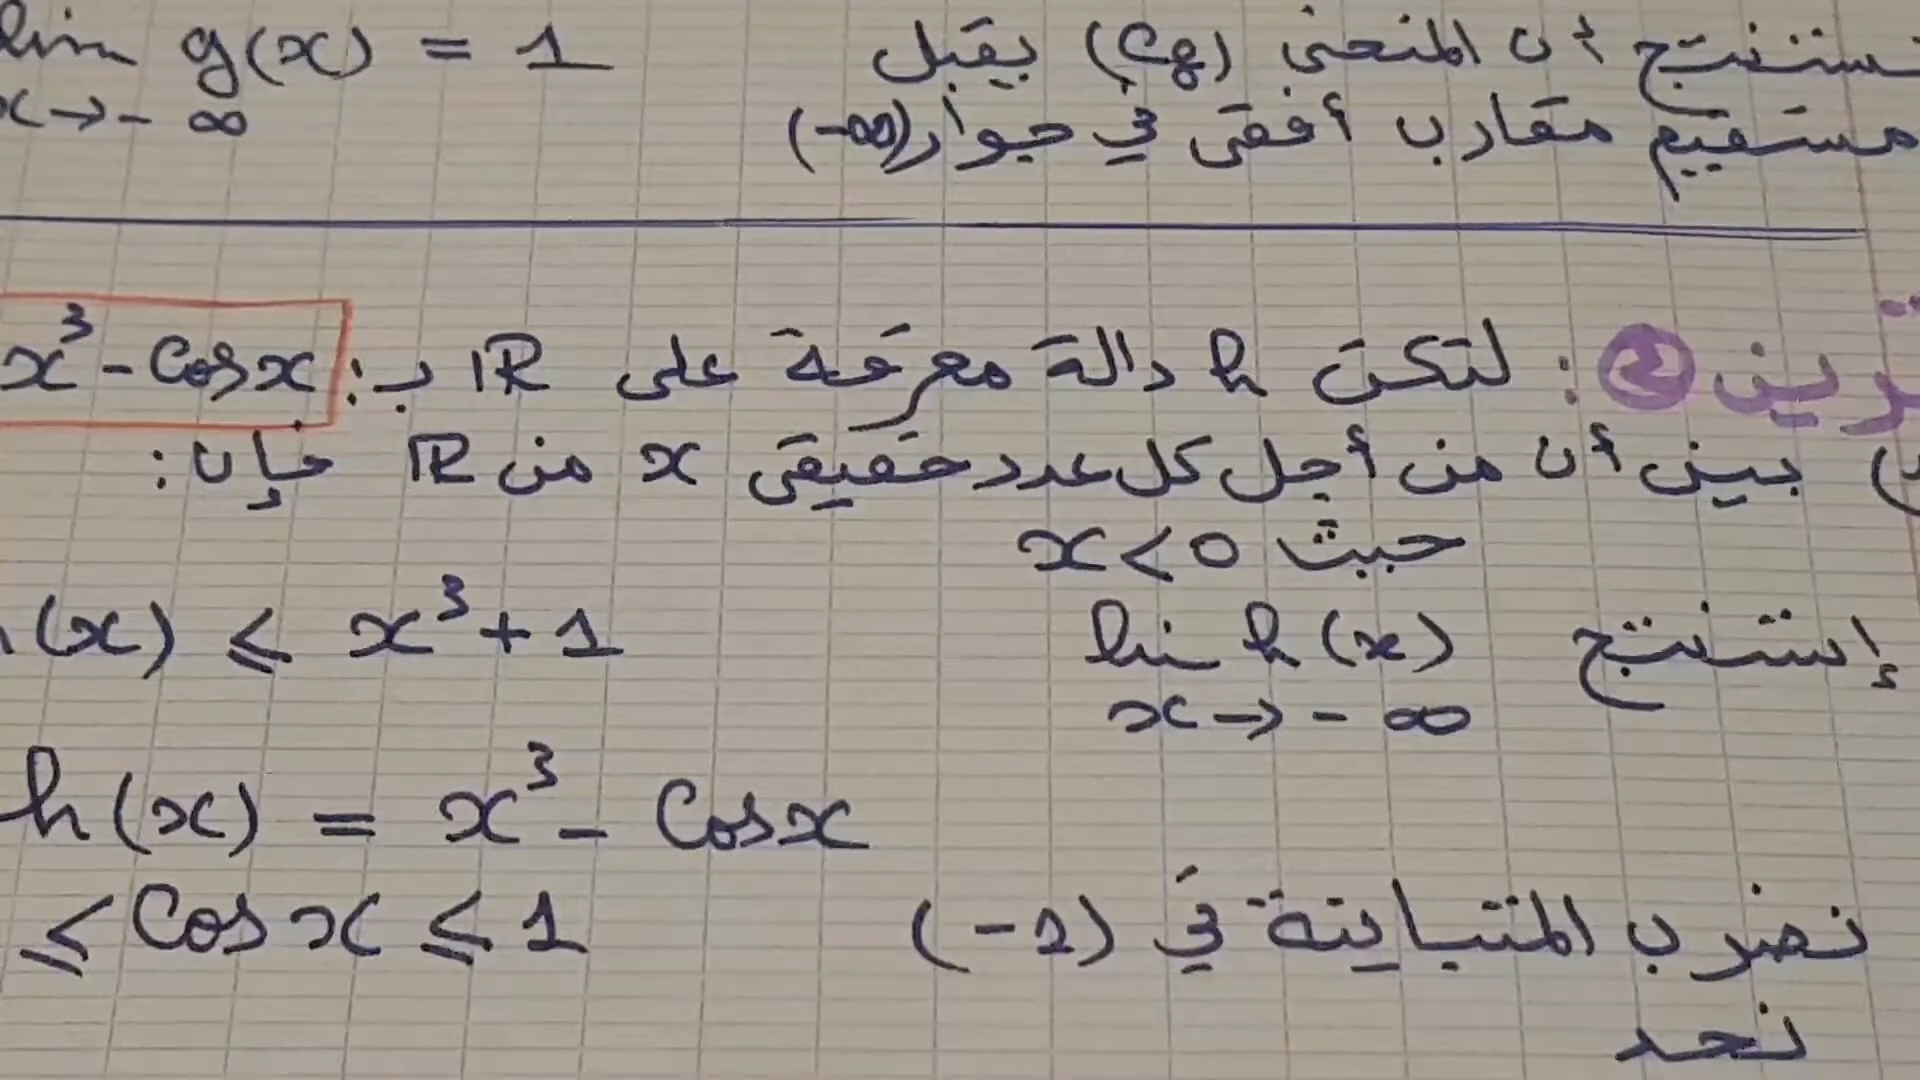 نستنتج أن المنحنى (Cg) يقبل lim g(x) = 1
مستقيم مقارب أفقي في جوار (-∞) x → - ∞
تمرين ②: لتكن h دالة معرفة على IR بـ: x³ - Cos x
بين أن من أجل كل عدد حقيقي x من IR فإن:
حيث x < 0
إستنتج lim h(x) (x) ≤ x³ + 1
x → - ∞
h(x) = x³ - Cos x
نضرب المتباينة في (-1) ≤ Cos x ≤ 1
نجد